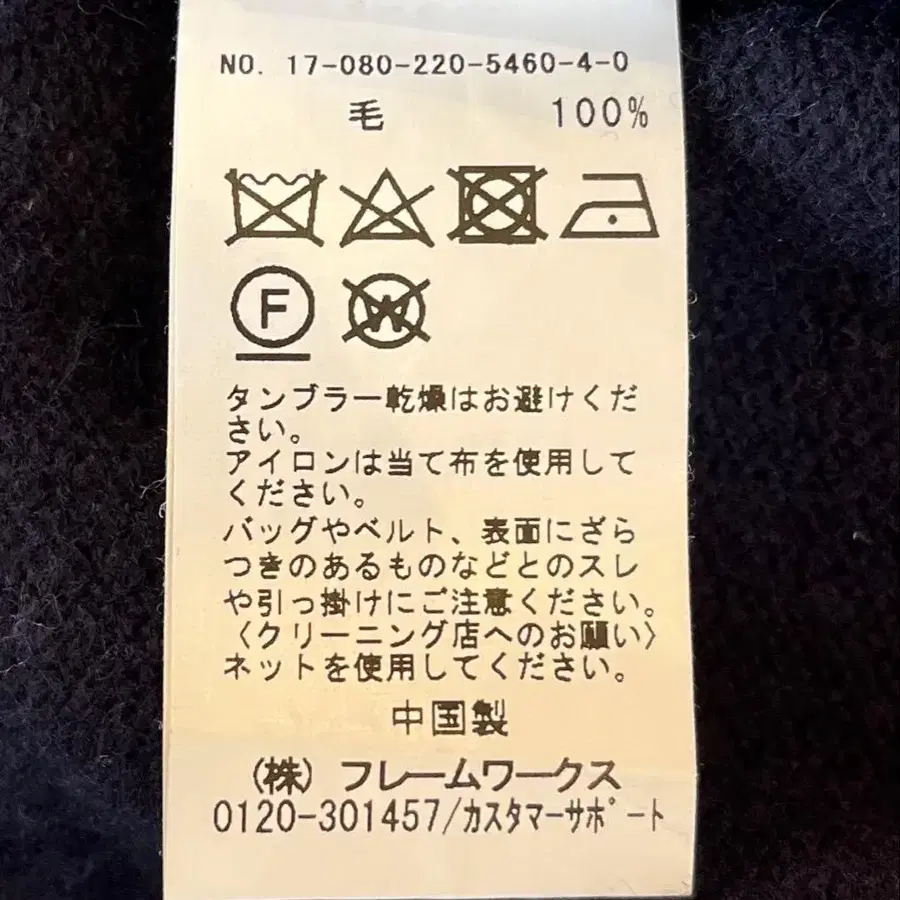 NO. 17-080-220-5460-4-0
毛 100%
F
W
タンブラー乾燥はお避けくだ
さい。
アイロンは当て布を使用して
ください。
バッグやベルト、表面にざら
つきのあるものなどとのスレ
や引っ掛けにご注意ください。
〈クリーニング店へのお願い〉
ネットを使用してください。
中国製
(株) フレームワークス
0120-301457/カスタマーサポート